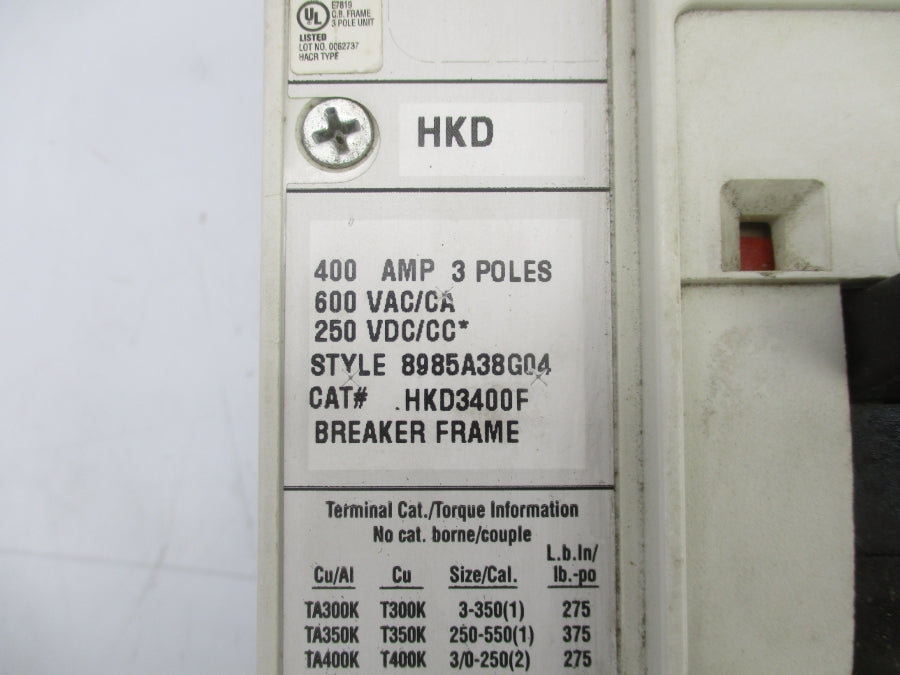 E7819
C.B. FRAME
3 POLE UNIT
UL
LISTED
LOT NO. 0062737
HACR TYPE
HKD
400 AMP 3 POLES
600 VAC/CA
250 VDC/CC*
STYLE 8985A38G04
CAT# .HKD3400F
BREAKER FRAME
Terminal Cat./Torque Information
No cat. borne/couple
L.b.In/
Cu/Al Cu Size/Cal. lb.-po
TA300K T300K 3-350(1) 275
TA350K T350K 250-550(1) 375
TA400K T400K 3/0-250(2) 275